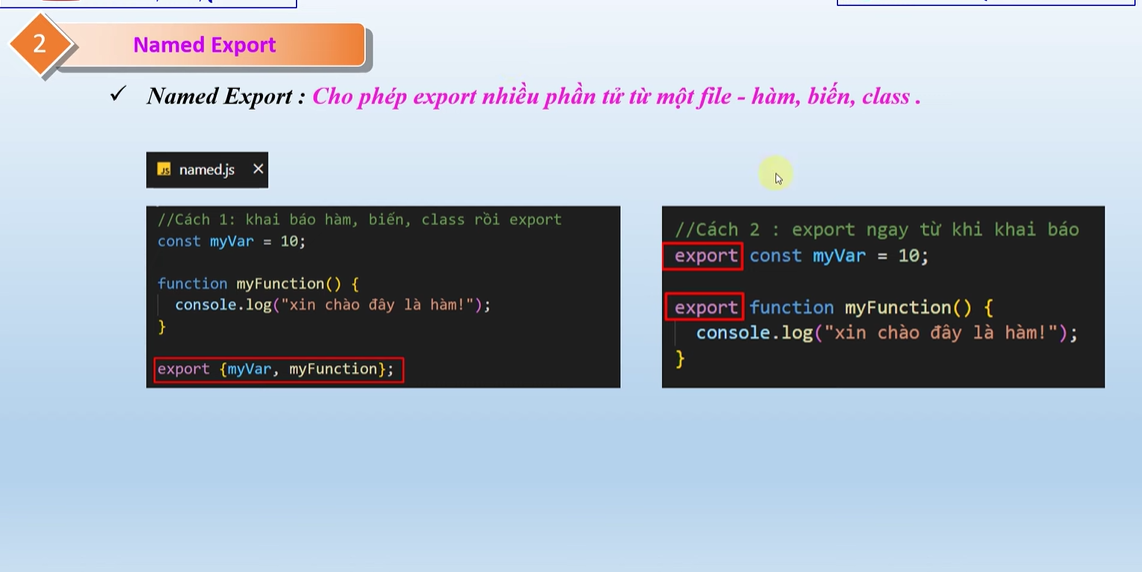 2
Named Export
✓ Named Export : Cho phép export nhiều phần tử từ một file - hàm, biến, class .
JS named.js ×
//Cách 1: khai báo hàm, biến, class rồi export
const myVar = 10;
function myFunction() {
console.log("xin chào đây là hàm!");
}
export {myVar, myFunction};
//Cách 2 : export ngay từ khi khai báo
export const myVar = 10;
export function myFunction() {
console.log("xin chào đây là hàm!");
}